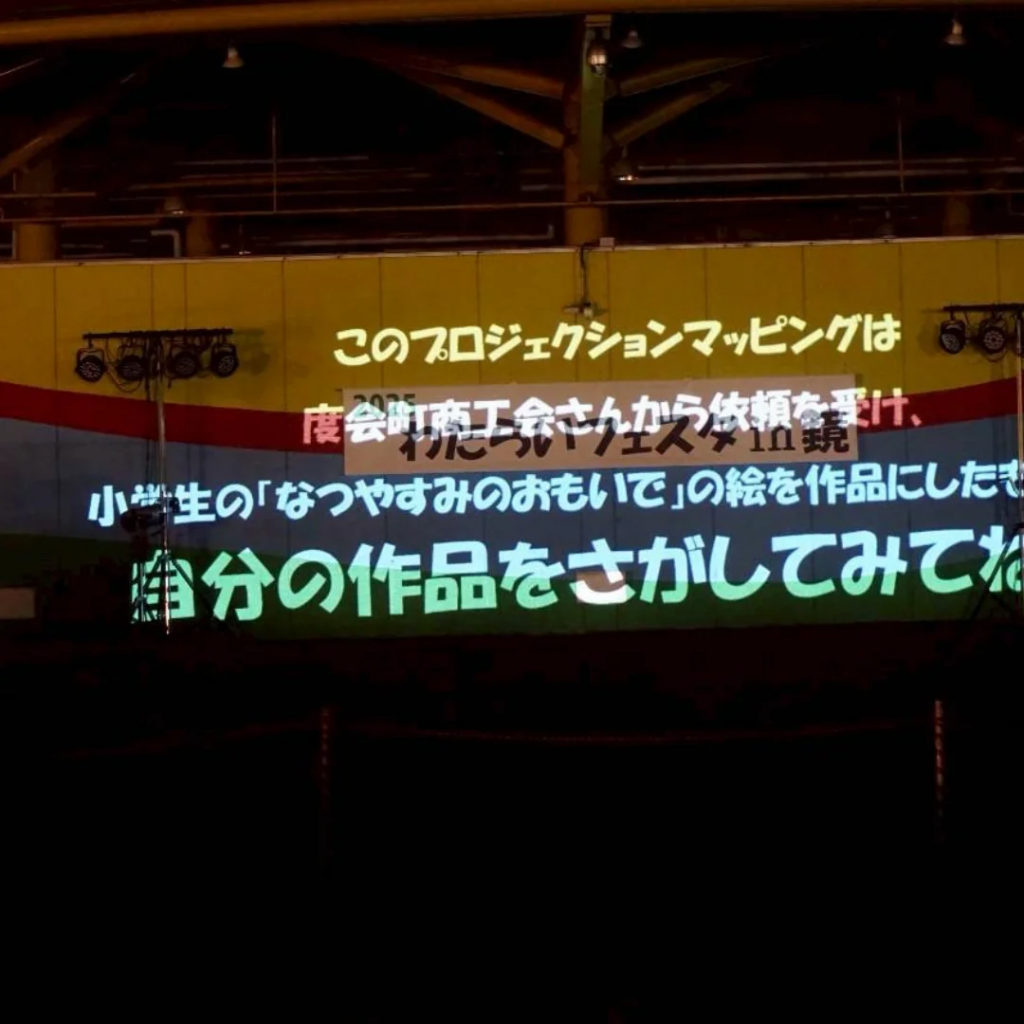 このプロジェクションマッピングは
2025
度会町商工会さんから依頼を受け、
わたらいフェスタin鏡
小学生の「なつやすみのおもいで」の絵を作品にした
自分の作品をさがしてみてね